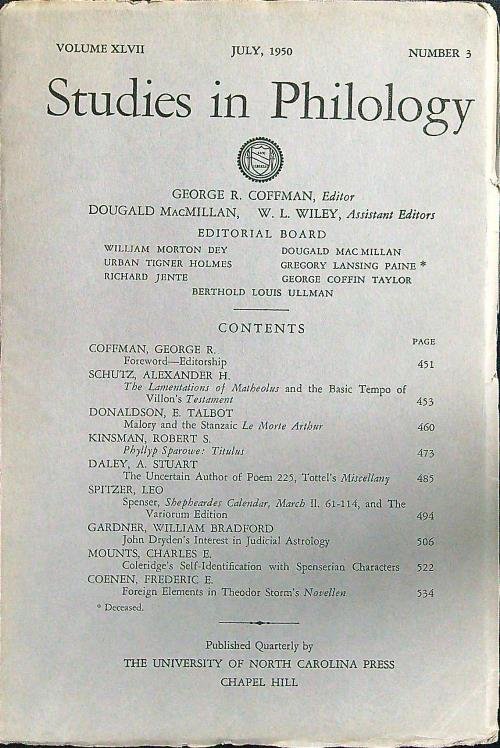 VOLUME XLVII JULY, 1950 NUMBER 3
Studies in Philology
GEORGE R. COFFMAN, Editor
DOUGALD MACMILLAN, W. L. WILEY, Assistant Editors
EDITORIAL BOARD
WILLIAM MORTON DEY DOUGALD MAC MILLAN
URBAN TIGNER HOLMES GREGORY LANSING PAINE *
RICHARD JENTE GEORGE COFFIN TAYLOR
BERTHOLD LOUIS ULLMAN
CONTENTS
PAGE
COFFMAN, GEORGE R.
Foreword—Editorship 451
SCHUTZ, ALEXANDER H.
The Lamentations of Matheolus and the Basic Tempo of
Villon's Testament 453
DONALDSON, E. TALBOT
Malory and the Stanzaic Le Morte Arthur 460
KINSMAN, ROBERT S.
Phyllyp Sparowe: Titulus 473
DALEY, A. STUART
The Uncertain Author of Poem 225, Tottel's Miscellany 485
SPITZER, LEO
Spenser, Shepheardes Calendar, March ll. 61-114, and The
Variorum Edition 494
GARDNER, WILLIAM BRADFORD
John Dryden's Interest in Judicial Astrology 506
MOUNTS, CHARLES E.
Coleridge's Self-Identification with Spenserian Characters 522
COENEN, FREDERIC E.
Foreign Elements in Theodor Storm's Novellen 534
* Deceased.
Published Quarterly by
THE UNIVERSITY OF NORTH CAROLINA PRESS
CHAPEL HILL